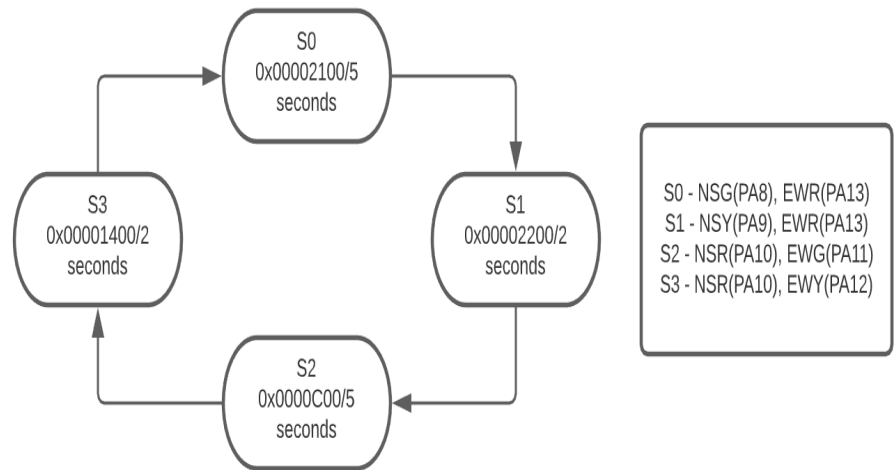 S0
0x00002100/5
seconds
S3
0x00001400/2
seconds
S1
0x00002200/2
seconds
S2
0x0000C00/5
seconds
S0 - NSG(PA8), EWR(PA13)
S1 - NSY(PA9), EWR(PA13)
S2 - NSR(PA10), EWG(PA11)
S3 - NSR(PA10), EWY(PA12)